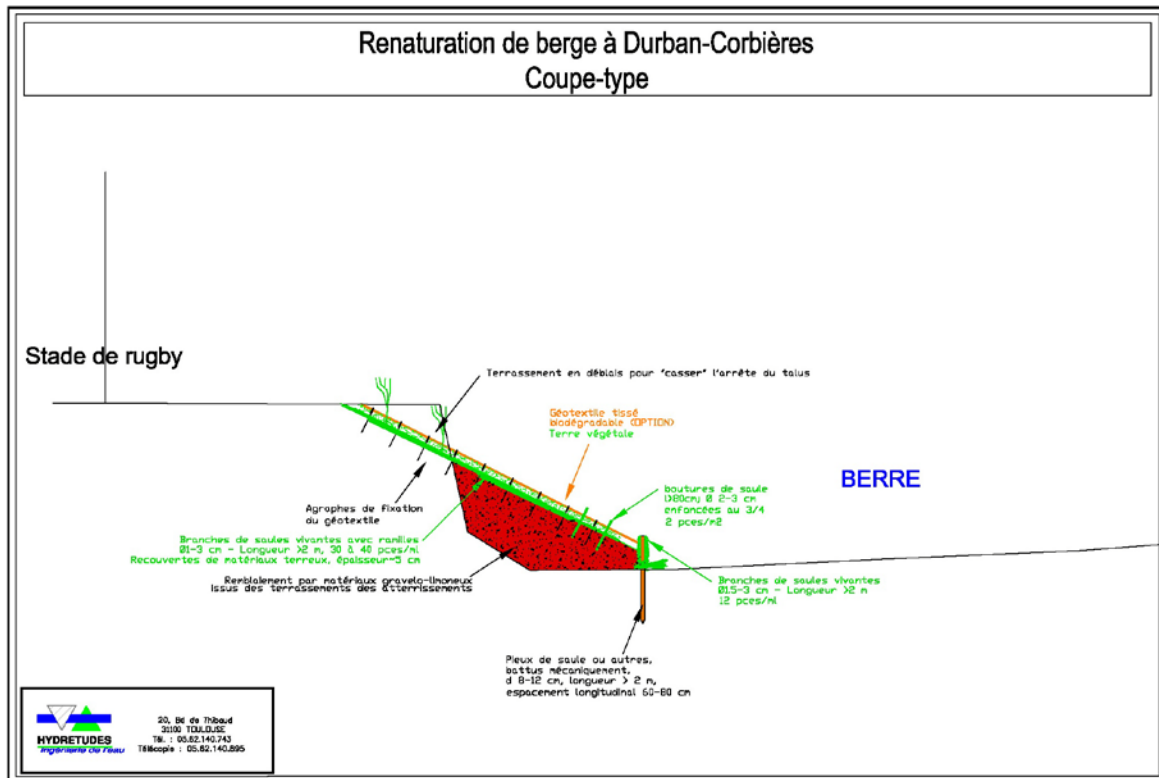 Renaturation de berge à Durban-Corbières
Coupe-type
Stade de rugby
Terrassement en déblais pour "casser" l'arrête du talus
Géotextile tissé
biodégradable (OPTION)
Terre végétale
BERRE
boutures de saule
l>80cm; Ø 2-3 cm
enfoncées au 3/4
2 pces/m2
Agraphes de fixation
du géotextile
Branches de saules vivantes avec ramilles
Ø1-3 cm - Longueur >2 m, 30 à 40 pces/ml
Recouvertes de matériaux terreux, épaisseur~5 cm
Remblaiement par matériaux gravelo-limoneux
issus des terrassements des atterrissements
Branches de saules vivantes
Ø1.5-3 cm - Longueur >2 m
12 pces/ml
Pieux de saule ou autres,
battus mécaniquement,
d 8-12 cm, longueur > 2 m,
espacement longitudinal 60-80 cm
HYDRETUDES
Ingénierie de l'eau
20, Bd de Thibaud
31100 TOULOUSE
Tél. : 05.62.140.743
Télécopie : 05.62.140.895